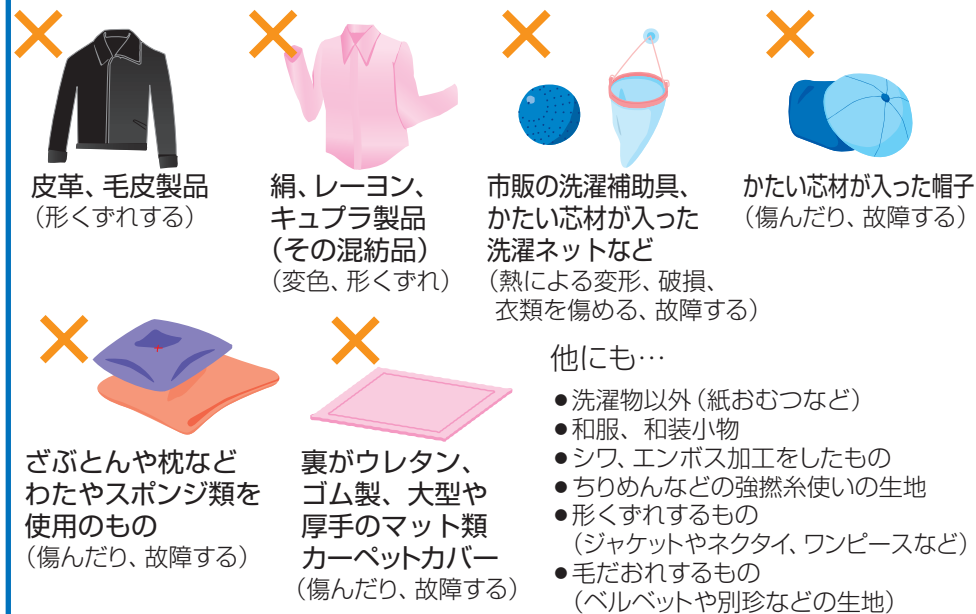 皮革、毛皮製品
（形くずれする）
絹、レーヨン、
キュプラ製品
（その混紡品）
（変色、形くずれ）
市販の洗濯補助具、
かたい芯材が入った
洗濯ネットなど
（熱による変形、破損、
衣類を傷める、故障する）
かたい芯材が入った帽子
（傷んだり、故障する）
ざぶとんや枕など
わたやスポンジ類を
使用のもの
（傷んだり、故障する）
裏がウレタン、
ゴム製、大型や
厚手のマット類
カーペットカバー
（傷んだり、故障する）
他にも…
●洗濯物以外（紙おむつなど）
●和服、和装小物
●シワ、エンボス加工をしたもの
●ちりめんなどの強撚糸使いの生地
●形くずれするもの
（ジャケットやネクタイ、ワンピースなど）
●毛だおれするもの
（ベルベットや別珍などの生地）